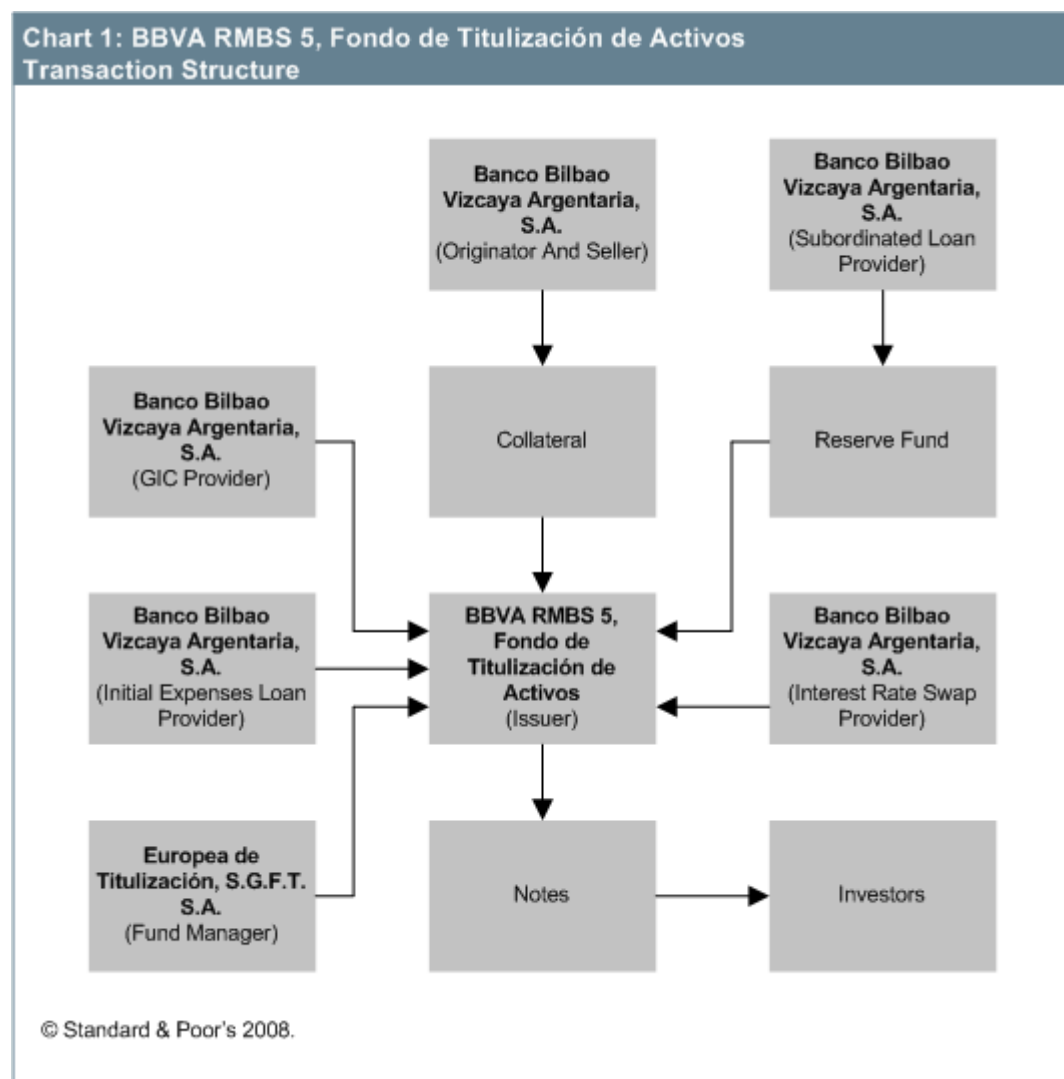 Chart 1: BBVA RMBS 5, Fondo de Titulización de Activos
Transaction Structure
Banco Bilbao
Vizcaya Argentaria,
S.A.
(Originator And Seller)
Banco Bilbao
Vizcaya Argentaria,
S.A.
(Subordinated Loan
Provider)
Banco Bilbao
Vizcaya Argentaria,
S.A.
(GIC Provider)
Collateral
Reserve Fund
Banco Bilbao
Vizcaya Argentaria,
S.A.
(Initial Expenses Loan
Provider)
BBVA RMBS 5,
Fondo de
Titulización de
Activos
(Issuer)
Banco Bilbao
Vizcaya Argentaria,
S.A.
(Interest Rate Swap
Provider)
Europea de
Titulización, S.G.F.T.
S.A.
(Fund Manager)
Notes
Investors
© Standard & Poor's 2008.